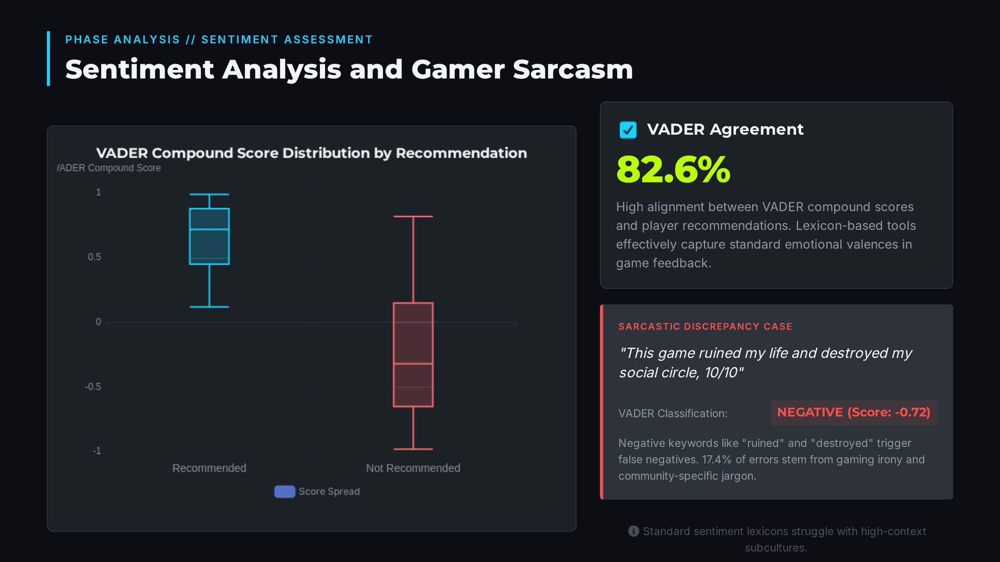 PHASE ANALYSIS // SENTIMENT ASSESSMENT
Sentiment Analysis and Gamer Sarcasm
VADER Compound Score Distribution by Recommendation
VADER Compound Score
1
0.5
0
-0.5
-1
Recommended
Not Recommended
Score Spread
VADER Agreement
82.6%
High alignment between VADER compound scores
and player recommendations. Lexicon-based tools
effectively capture standard emotional valences in
game feedback.
SARCASTIC DISCREPANCY CASE
"This game ruined my life and destroyed my
social circle, 10/10"
VADER Classification:
NEGATIVE (Score: -0.72)
Negative keywords like "ruined" and "destroyed" trigger
false negatives. 17.4% of errors stem from gaming irony and
community-specific jargon.
Standard sentiment lexicons struggle with high-context
subcultures.